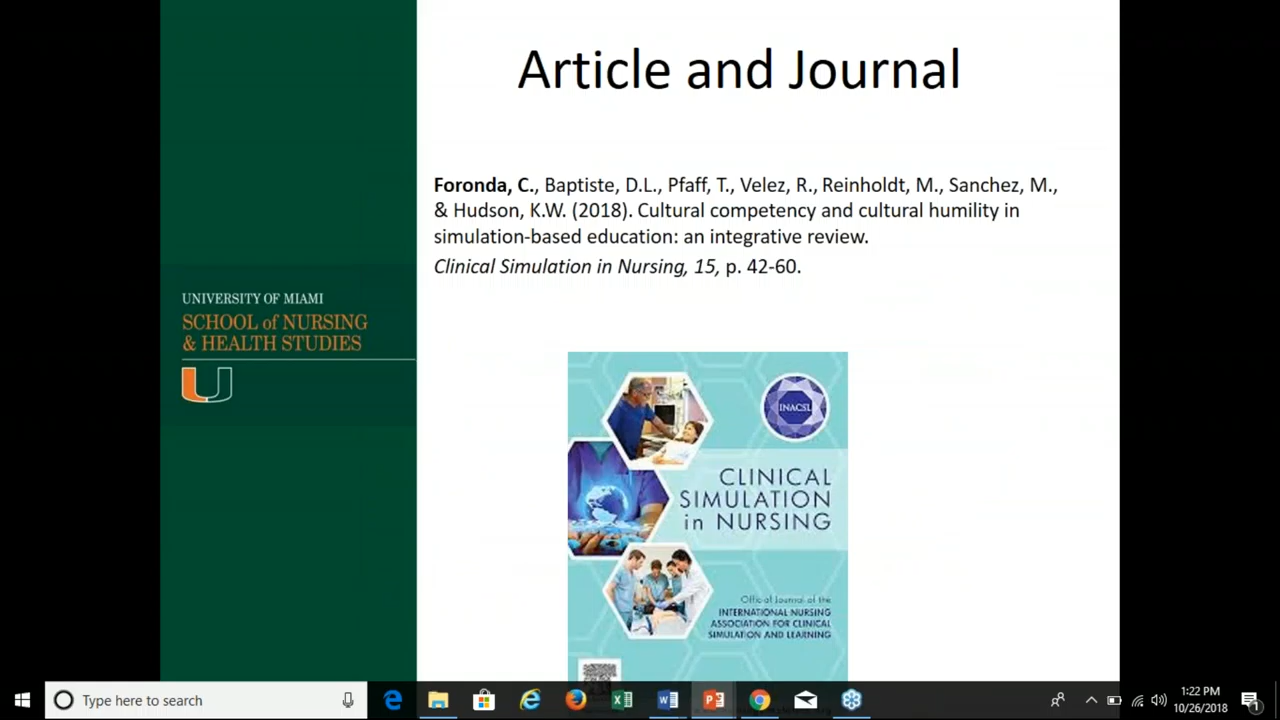 Article and Journal
Foronda, C., Baptiste, D.L., Pfaff, T., Velez, R., Reinholdt, M., Sanchez, M.,
& Hudson, K.W. (2018). Cultural competency and cultural humility in
simulation-based education: an integrative review.
Clinical Simulation in Nursing, 15, p. 42-60.
UNIVERSITY OF MIAMI
SCHOOL of NURSING
& HEALTH STUDIES
U
INACSL
CLINICAL
SIMULATION
in NURSING
Official Journal of the
INTERNATIONAL NURSING
ASSOCIATION FOR CLINICAL
SIMULATION AND LEARNING
Type here to search
1:22 PM
10/26/2018
1